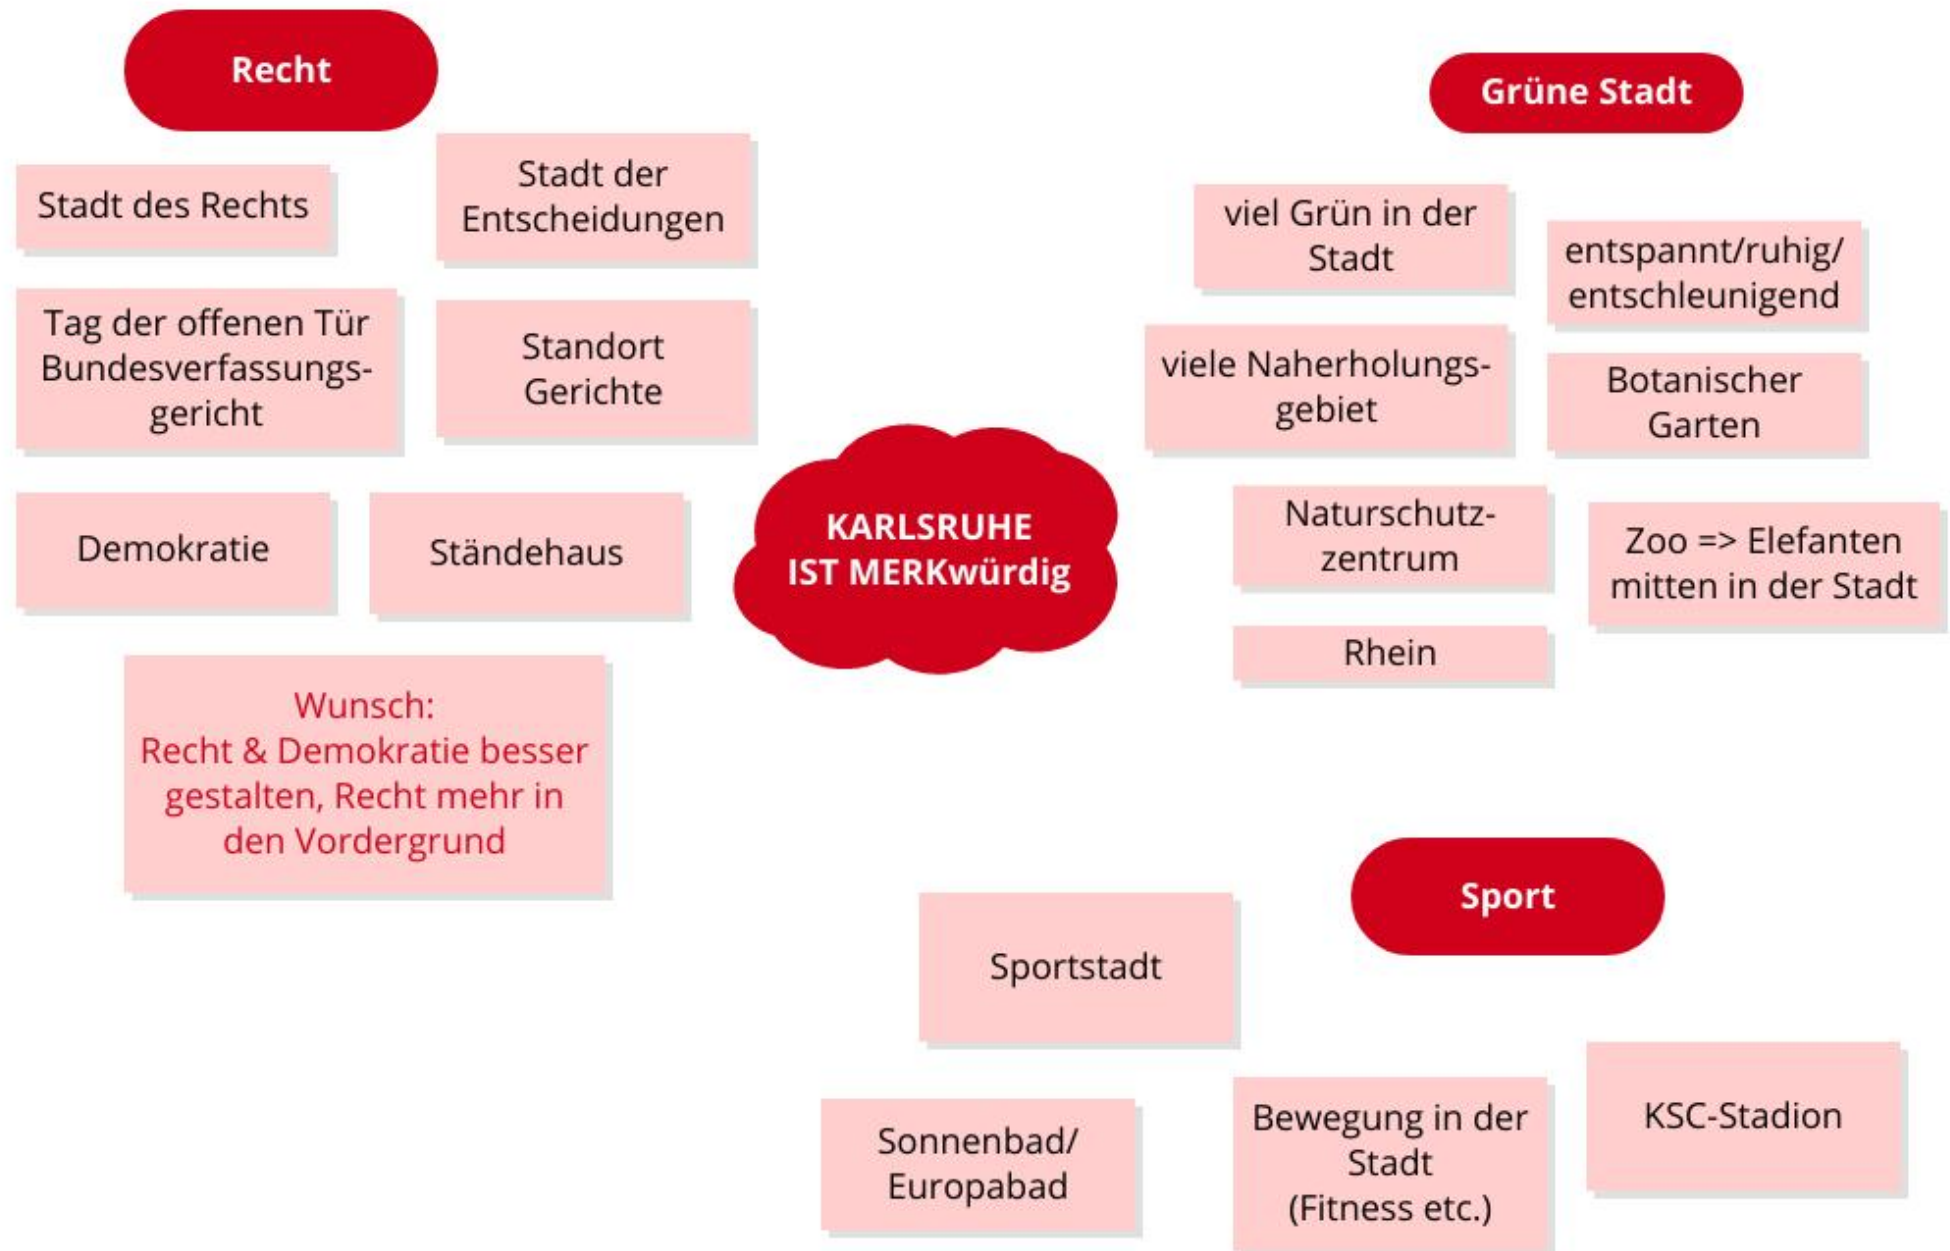 Recht
Stadt des Rechts
Stadt der
Entscheidungen
Tag der offenen Tür
Bundesverfassungs-
gericht
Standort
Gerichte
Demokratie
Ständehaus
Wunsch:
Recht & Demokratie besser
gestalten, Recht mehr in
den Vordergrund
KARLSRUHE
IST MERKwürdig
Grüne Stadt
viel Grün in der
Stadt
entspannt/ruhig/
entschleunigend
viele Naherholungs-
gebiet
Botanischer
Garten
Naturschutz-
zentrum
Zoo => Elefanten
mitten in der Stadt
Rhein
Sport
Sportstadt
Sonnenbad/
Europabad
Bewegung in der
Stadt
(Fitness etc.)
KSC-Stadion